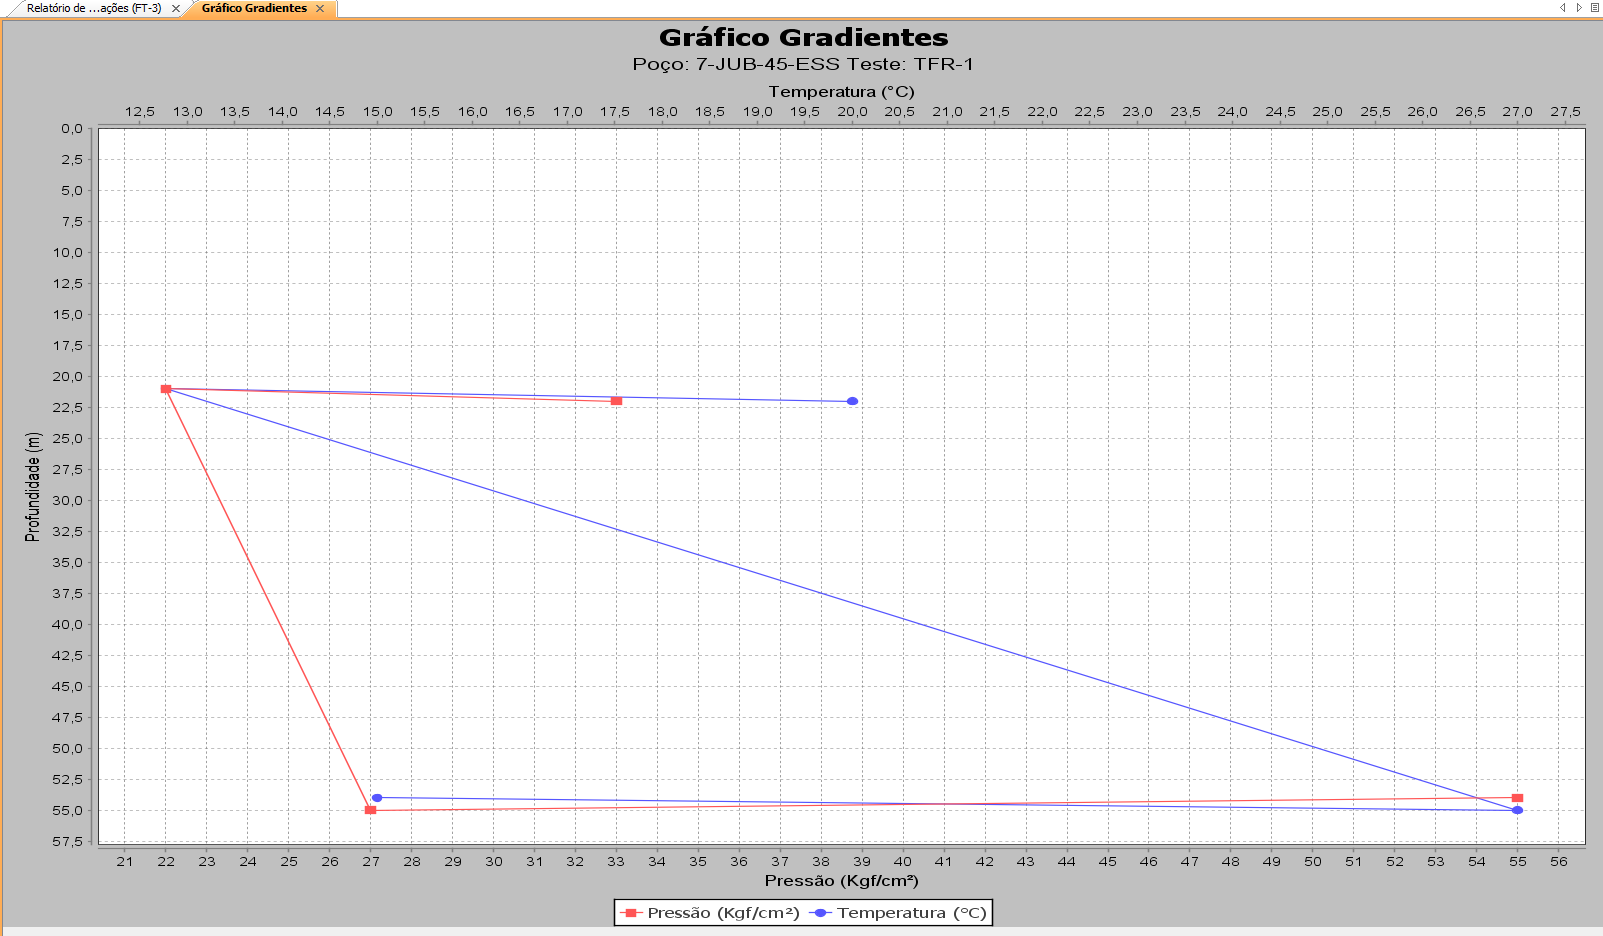 Relatório de ...ações (FT-3)
Gráfico Gradientes
Gráfico Gradientes
Poço: 7-JUB-45-ESS Teste: TFR-1
Temperatura (°C)
12,5 13,0 13,5 14,0 14,5 15,0 15,5 16,0 16,5 17,0 17,5 18,0 18,5 19,0 19,5 20,0 20,5 21,0 21,5 22,0 22,5 23,0 23,5 24,0 24,5 25,0 25,5 26,0 26,5 27,0 27,5
0,0
2,5
5,0
7,5
10,0
12,5
15,0
17,5
20,0
22,5
25,0
27,5
30,0
32,5
35,0
37,5
40,0
42,5
45,0
47,5
50,0
52,5
55,0
57,5
Profundidade (m)
21 22 23 24 25 26 27 28 29 30 31 32 33 34 35 36 37 38 39 40 41 42 43 44 45 46 47 48 49 50 51 52 53 54 55 56
Pressão (Kgf/cm²)
Pressão (Kgf/cm²) Temperatura (°C)